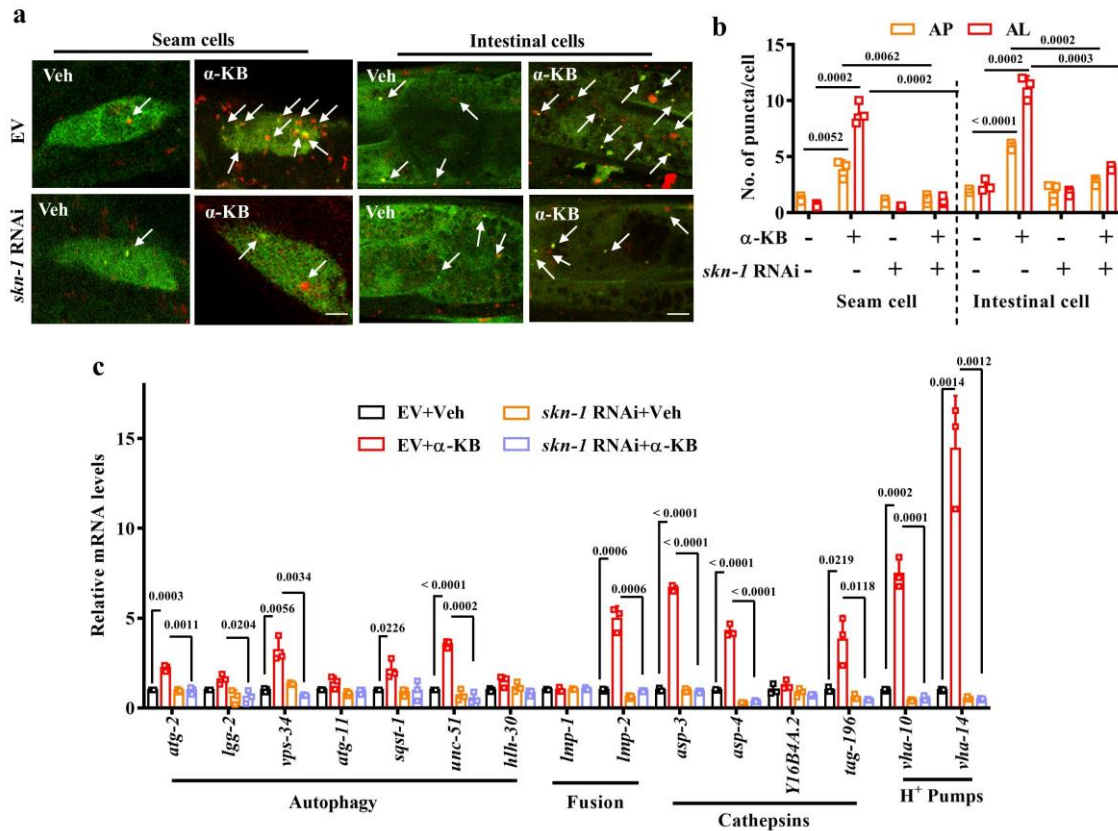 a
Seam cells
Intestinal cells
EV
Veh
α-KB
Veh
α-KB
skn-1 RNAi
Veh
α-KB
Veh
α-KB
b
AP AL
No. of puncta/cell
15
10
5
0
0.0052
0.0002
0.0062
0.0002
< 0.0001
0.0002
0.0002
0.0003
α-KB - + - + - + - +
skn-1 RNAi - - + + - - + +
Seam cell Intestinal cell
c
EV+Veh skn-1 RNAi+Veh
EV+α-KB skn-1 RNAi+α-KB
Relative mRNA levels
15
10
5
0
0.0003
0.0011
0.0204
0.0056
0.0034
0.0226
< 0.0001
0.0002
0.0006
0.0006
< 0.0001
< 0.0001
< 0.0001
< 0.0001
0.0219
0.0118
0.0002
0.0001
0.0014
0.0012
atg-2
lgg-2
vps-34
atg-11
sqst-1
unc-51
hlh-30
lmp-1
lmp-2
asp-3
asp-4
Y16B4A.2
tag-196
vha-10
vha-14
Autophagy
Fusion
Cathepsins
H+ Pumps